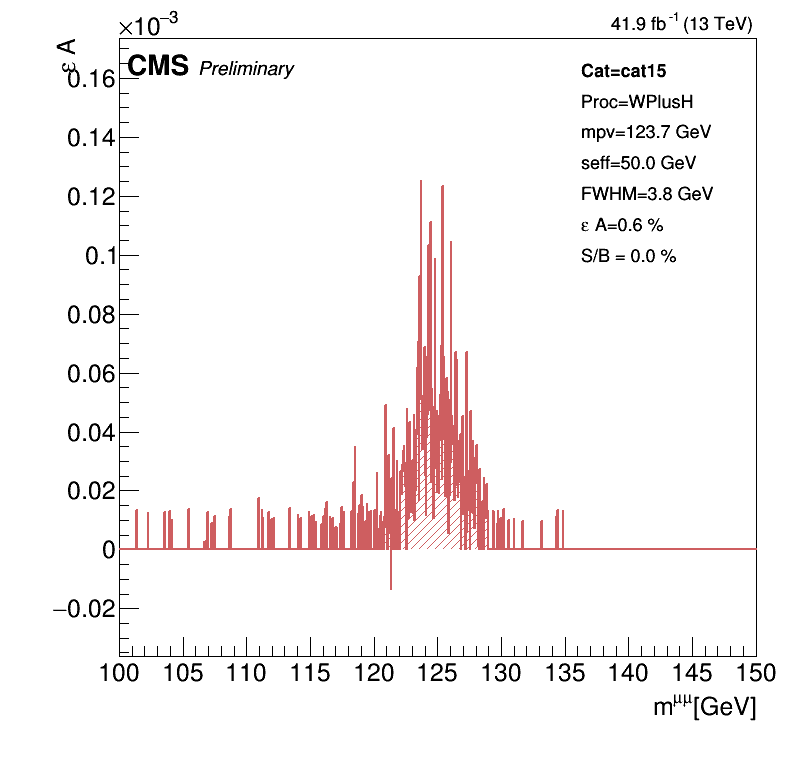 ×10⁻³
41.9 fb⁻¹ (13 TeV)
ε A
CMS Preliminary
Cat=cat15
Proc=WPlusH
mpv=123.7 GeV
seff=50.0 GeV
FWHM=3.8 GeV
ε A=0.6 %
S/B = 0.0 %
0.16
0.14
0.12
0.1
0.08
0.06
0.04
0.02
0
−0.02
100 105 110 115 120 125 130 135 140 145 150
m^μμ[GeV]